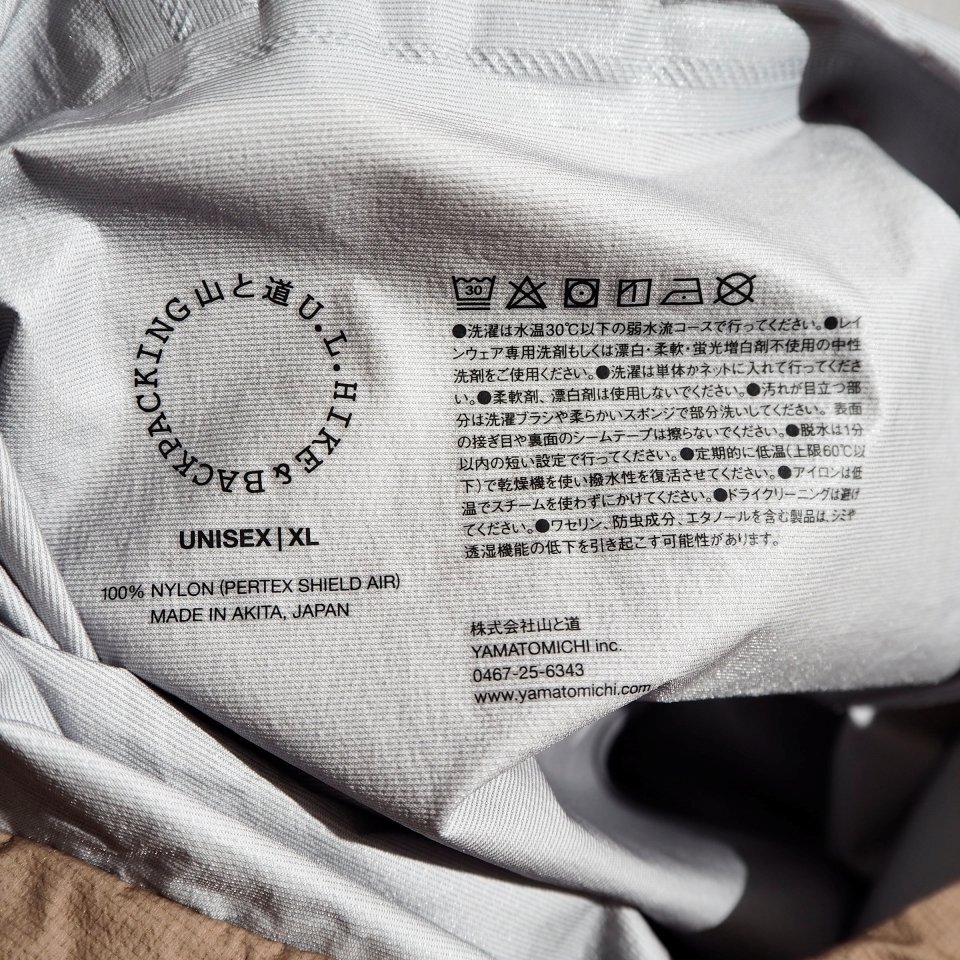 山と道 U.L. HIKE & BACKPACKING
UNISEX | XL
100% NYLON (PERTEX SHIELD AIR)
MADE IN AKITA, JAPAN
30
●洗濯は水温30℃以下の弱水流コースで行ってください。●レイ
ンウェア専用洗剤もしくは漂白・柔軟・蛍光増白剤不使用の中性
洗剤をご使用ください。●洗濯は単体かネットに入れて行ってくださ
い。●柔軟剤、漂白剤は使用しないでください。●汚れが目立つ部
分は洗濯ブラシや柔らかいスポンジで部分洗いしてください。表面
の接ぎ目や裏面のシームテープは擦らないでください。●脱水は1分
以内の短い設定で行ってください。●定期的に低温(上限60℃以
下)で乾燥機を使い撥水性を復活させてください。●アイロンは低
温でスチームを使わずにかけてください。●ドライクリーニングは避け
てください。●ワセリン、防虫成分、エタノールを含む製品は、シミや
透湿機能の低下を引き起こす可能性があります。
株式会社山と道
YAMATOMICHI inc.
0467-25-6343
www.yamatomichi.com